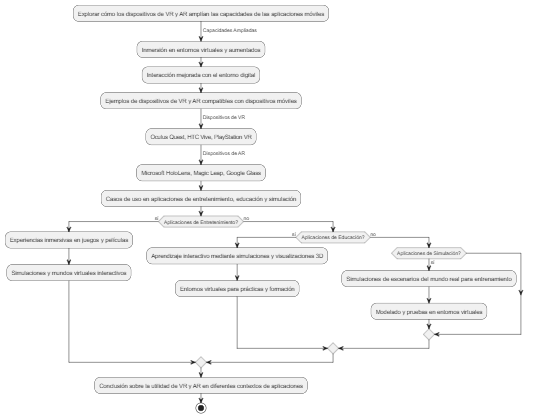 Explorar cómo los dispositivos de VR y AR amplían las capacidades de las aplicaciones móviles
Capacidades Ampliadas
Inmersión en entornos virtuales y aumentados
Interacción mejorada con el entorno digital
Ejemplos de dispositivos de VR y AR compatibles con dispositivos móviles
Dispositivos de VR
Oculus Quest, HTC Vive, PlayStation VR
Dispositivos de AR
Microsoft HoloLens, Magic Leap, Google Glass
Casos de uso en aplicaciones de entretenimiento, educación y simulación
sí
Aplicaciones de Entretenimiento?
no
Experiencias inmersivas en juegos y películas
Simulaciones y mundos virtuales interactivos
sí
Aplicaciones de Educación?
no
Aprendizaje interactivo mediante simulaciones y visualizaciones 3D
Entornos virtuales para prácticas y formación
Aplicaciones de Simulación?
sí
Simulaciones de escenarios del mundo real para entrenamiento
Modelado y pruebas en entornos virtuales
Conclusión sobre la utilidad de VR y AR en diferentes contextos de aplicaciones